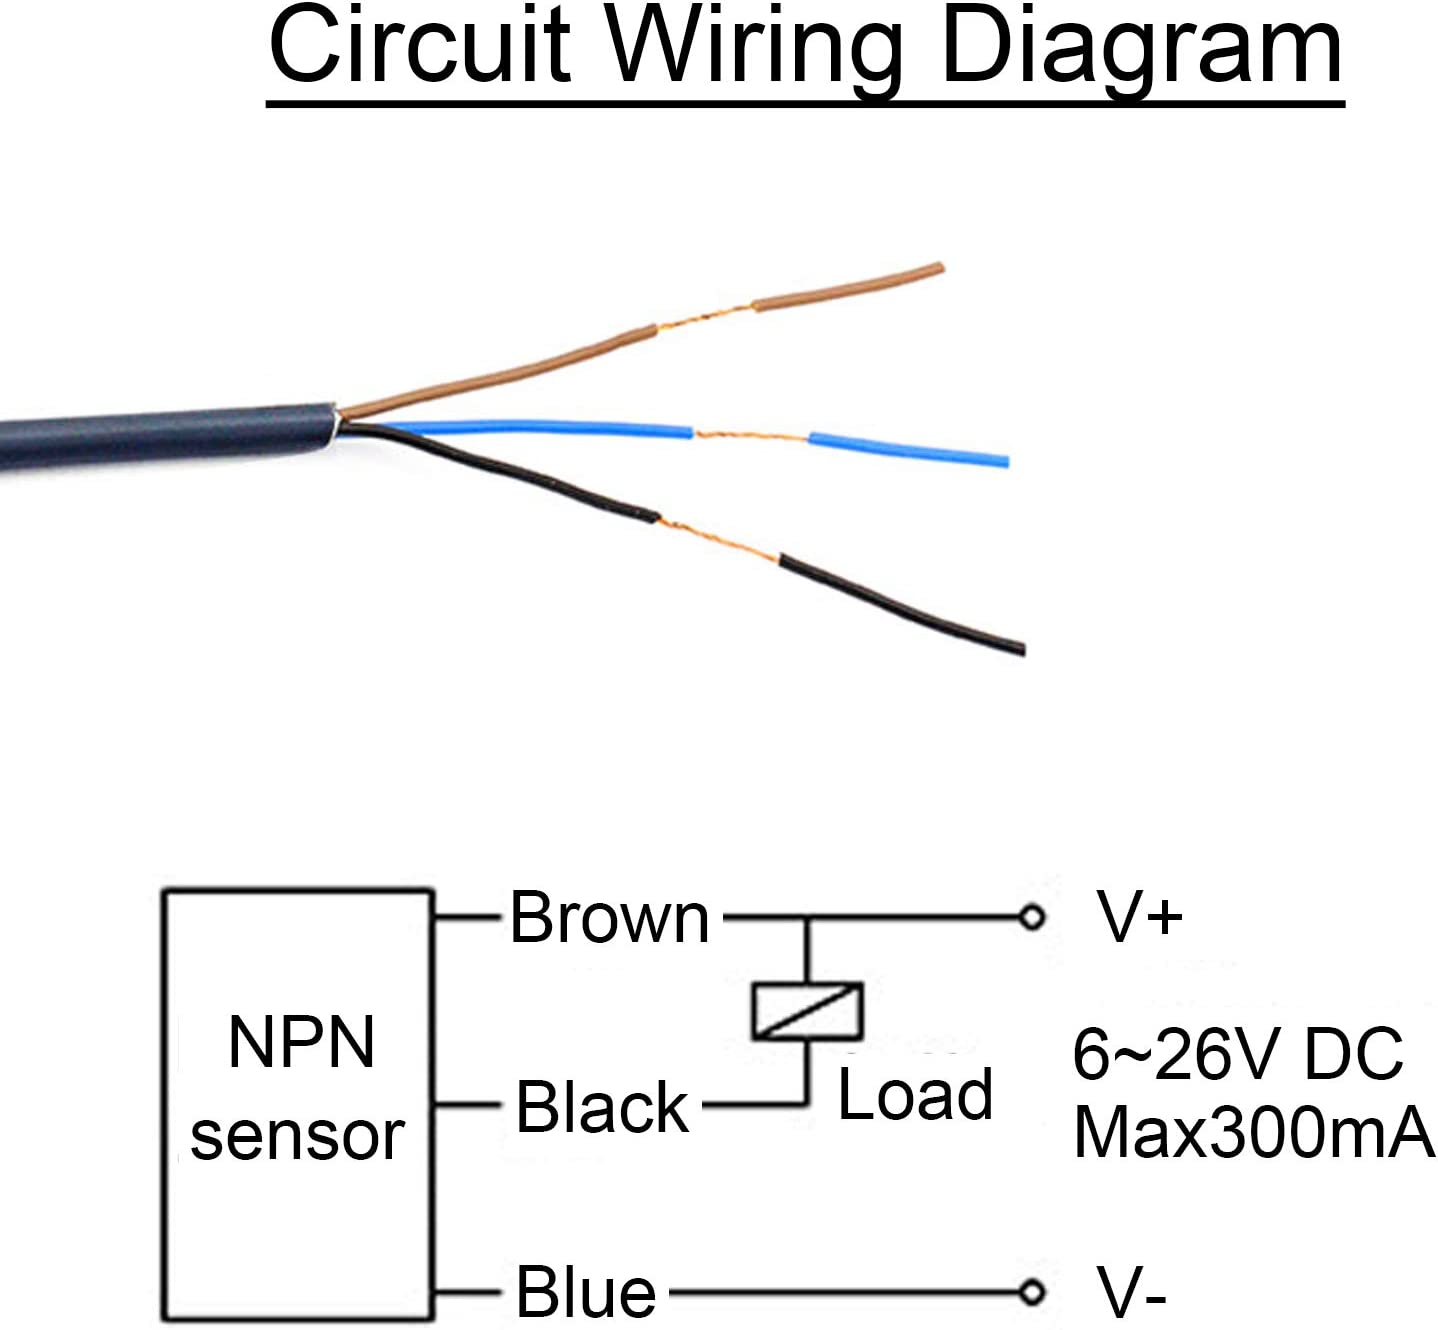 Circuit Wiring Diagram
Brown
V+
NPN
sensor
6~26V DC
Max300mA
Load
Black
Blue
V-